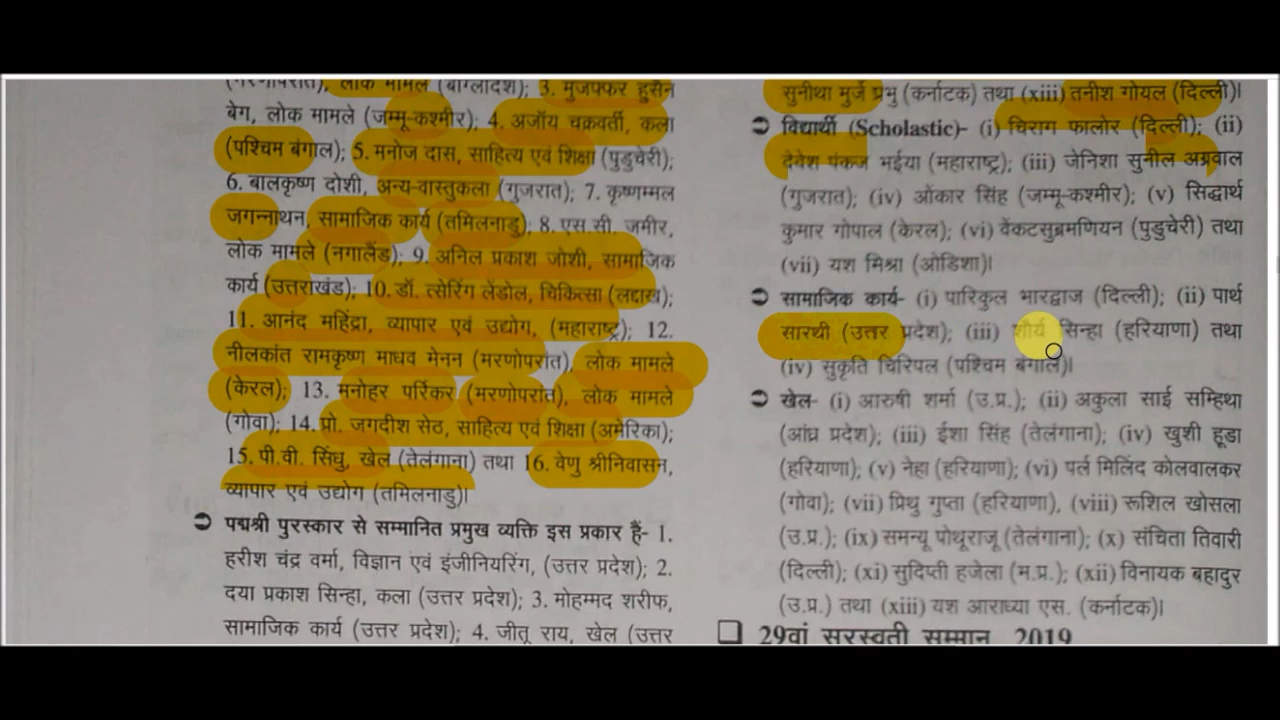 (मरणोपरांत), लोक मामले (बांग्लादेश); 3. मुजफ्फर हुसैन
बेग, लोक मामले (जम्मू-कश्मीर); 4. अजॉय चक्रवर्ती, कला
(पश्चिम बंगाल); 5. मनोज दास, साहित्य एवं शिक्षा (पुडुचेरी);
6. बालकृष्ण दोशी, अन्य-वास्तुकला (गुजरात); 7. कृष्णम्मल
जगन्नाथन, सामाजिक कार्य (तमिलनाडु); 8. एस.सी. जमीर,
लोक मामले (नगालैंड); 9. अनिल प्रकाश जोशी, सामाजिक
कार्य (उत्तराखंड); 10. डॉ. त्सेरिंग लेंडोल, चिकित्सा (लद्दाख);
11. आनंद महिंद्रा, व्यापार एवं उद्योग, (महाराष्ट्र); 12.
नीलकांत रामकृष्ण माधव मेनन (मरणोपरांत), लोक मामले
(केरल); 13. मनोहर पर्रिकर (मरणोपरांत), लोक मामले
(गोवा); 14. प्रो. जगदीश सेठ, साहित्य एवं शिक्षा (अमेरिका);
15. पी.वी. सिंधु, खेल (तेलंगाना) तथा 16. वेणु श्रीनिवासन,
व्यापार एवं उद्योग (तमिलनाडु)।
पद्मश्री पुरस्कार से सम्मानित प्रमुख व्यक्ति इस प्रकार हैं- 1.
हरीश चंद्र वर्मा, विज्ञान एवं इंजीनियरिंग, (उत्तर प्रदेश); 2.
दया प्रकाश सिन्हा, कला (उत्तर प्रदेश); 3. मोहम्मद शरीफ,
सामाजिक कार्य (उत्तर प्रदेश); 4. जीतू राय, खेल (उत्तर
सुनीथा मुर्जे प्रभु (कर्नाटक) तथा (xiii) तनीश गोयल (दिल्ली)।
विद्यार्थी (Scholastic)- (i) चिराग फालोर (दिल्ली); (ii)
देवेश पंकज भईया (महाराष्ट्र); (iii) जेनिशा सुनील अग्रवाल
(गुजरात); (iv) ओंकार सिंह (जम्मू-कश्मीर); (v) सिद्धार्थ
कुमार गोपाल (केरल); (vi) वेंकटसुब्रमणियन (पुडुचेरी) तथा
(vii) यश मिश्रा (ओडिशा)।
सामाजिक कार्य- (i) पारिकुल भारद्वाज (दिल्ली); (ii) पार्थ
सारथी (उत्तर प्रदेश); (iii) शौर्य सिन्हा (हरियाणा) तथा
(iv) सुकृति चिरिपल (पश्चिम बंगाल)।
खेल- (i) आरुषी शर्मा (उ.प्र.); (ii) अकुला साई सम्हिथा
(आंध्र प्रदेश); (iii) ईशा सिंह (तेलंगाना); (iv) खुशी हूडा
(हरियाणा); (v) नेहा (हरियाणा); (vi) पर्ल मिलिंद कोलवालकर
(गोवा); (vii) प्रिथु गुप्ता (हरियाणा), (viii) रूशिल खोसला
(उ.प्र.); (ix) समन्यू पोथूराजू (तेलंगाना); (x) संचिता तिवारी
(दिल्ली); (xi) सुदिप्ती हजेला (म.प्र.); (xii) विनायक बहादुर
(उ.प्र.) तथा (xiii) यश आराध्या एस. (कर्नाटक)।
29वां सरस्वती सम्मान, 2019